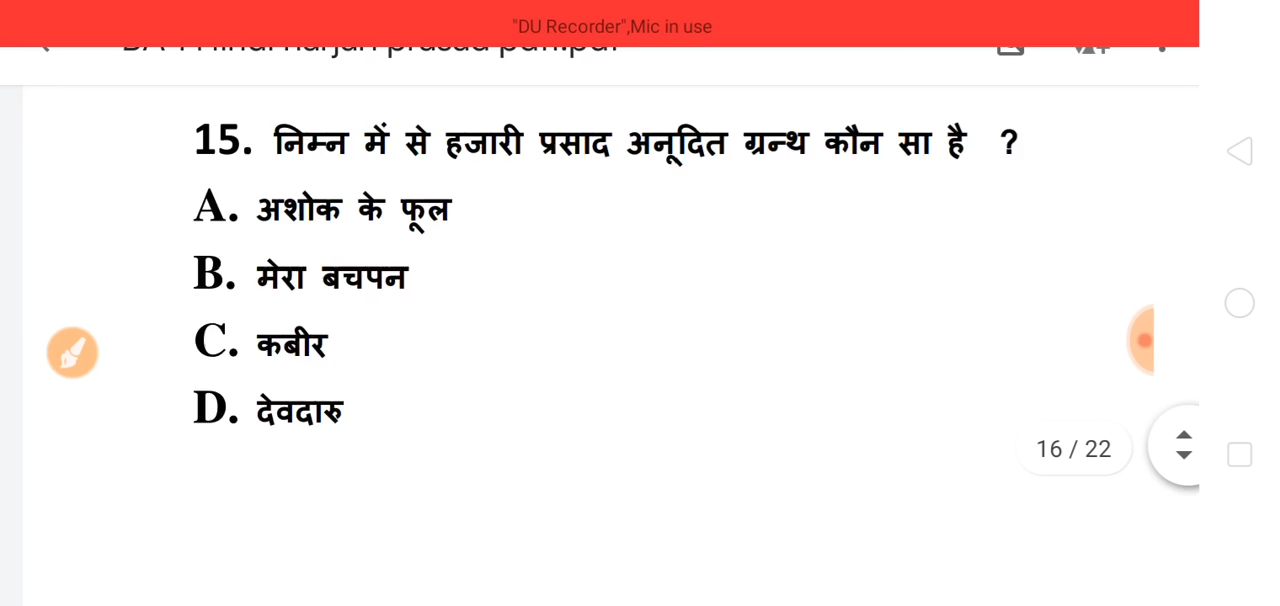 "DU Recorder",Mic in use
15. निम्न में से हजारी प्रसाद अनूदित ग्रन्थ कौन सा है ?
A. अशोक के फूल
B. मेरा बचपन
C. कबीर
D. देवदारु
16 / 22